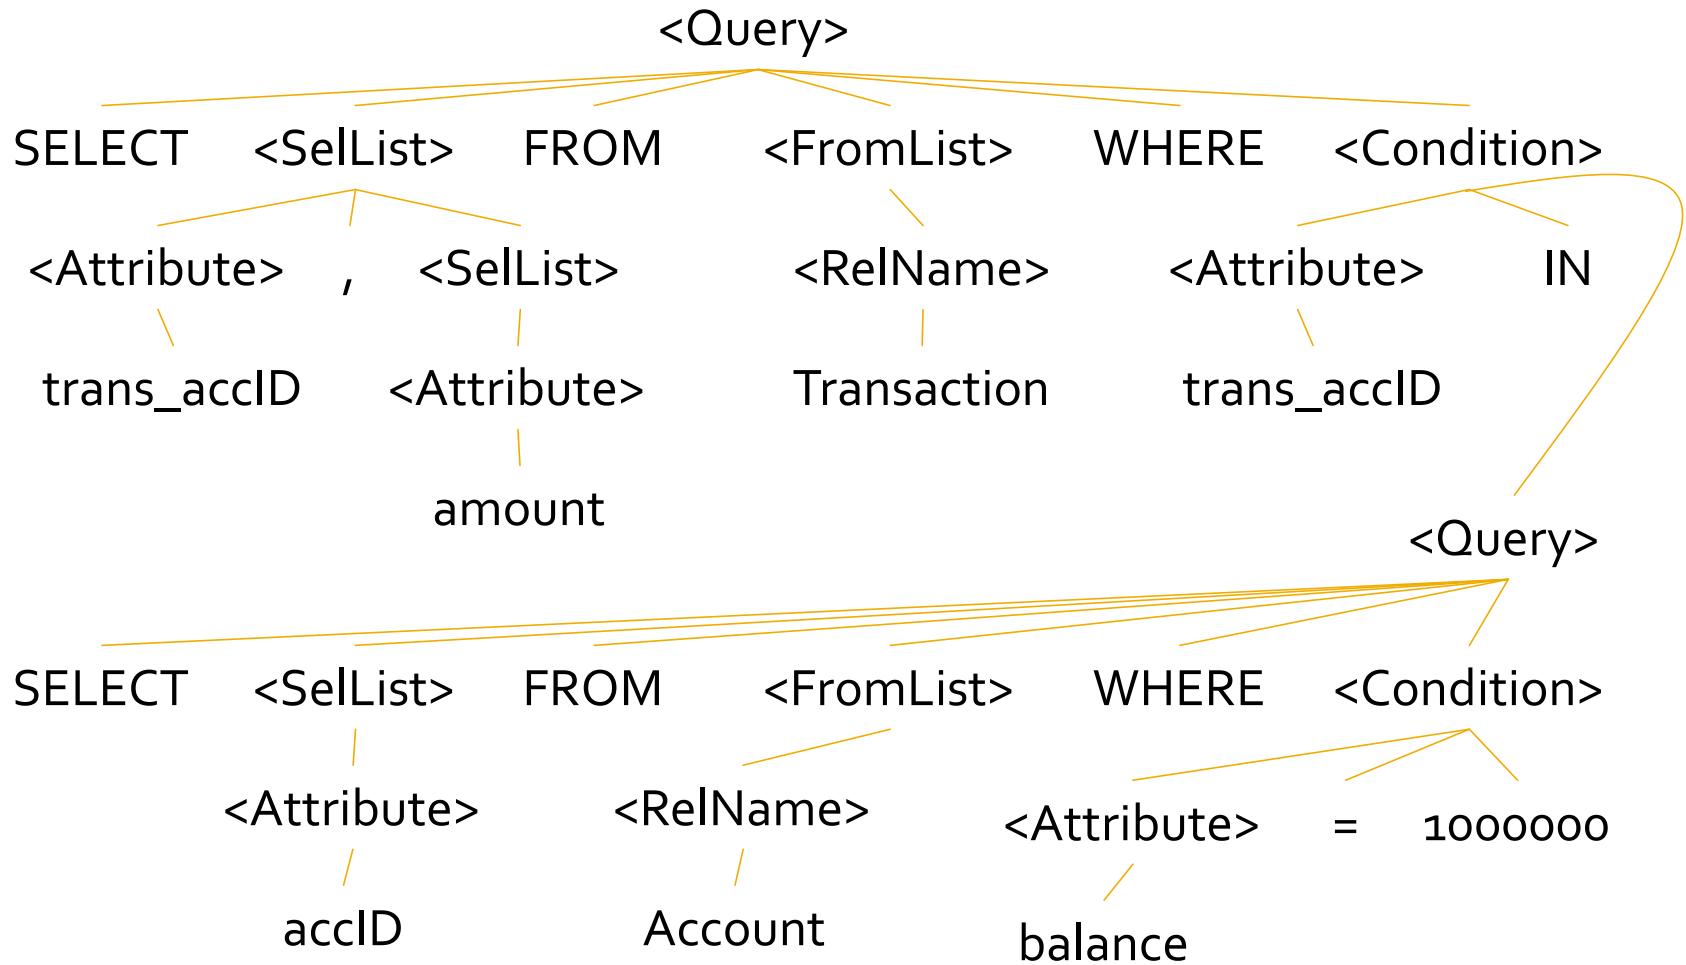 <Query>
SELECT <SelList> FROM <FromList> WHERE <Condition>
<Attribute> , <SelList> <RelName> <Attribute> IN
trans_accID <Attribute> Transaction trans_accID
amount
<Query>
SELECT <SelList> FROM <FromList> WHERE <Condition>
<Attribute> <RelName> <Attribute> = 1000000
accID Account balance